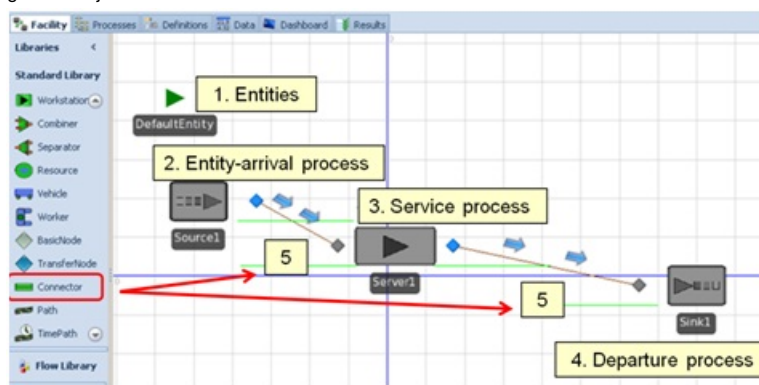 Facility Processes Definitions Data Dashboard Results
Libraries <
Standard Library
Workstation
Combiner
Separator
Resource
Vehicle
Worker
BasicNode
TransferNode
Connector
Path
TimePath
Flow Library
1. Entities
DefaultEntity
2. Entity-arrival process
Source1
3. Service process
5
Server1
5
Sink1
4. Departure process